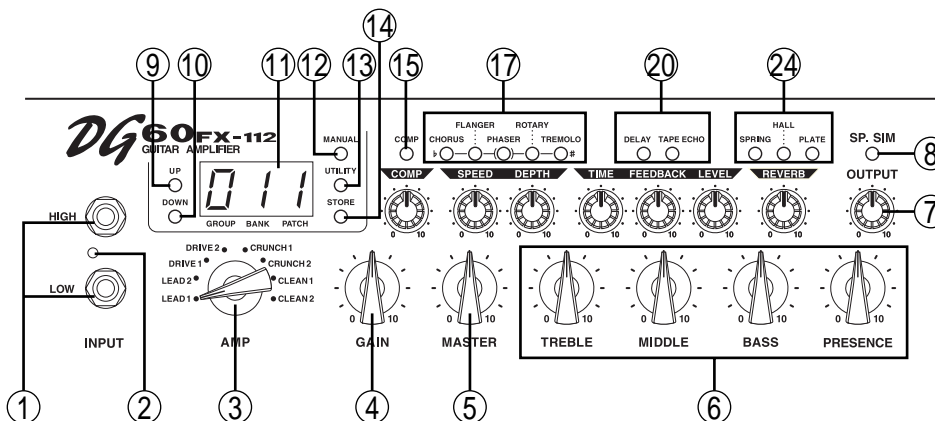 ⑭
⑨ ⑩ ⑪ ⑫ ⑬ ⑮ ⑰ ⑳ ㉔
DG60FX-112
GUITAR AMPLIFIER
MANUAL
COMP
FLANGER ROTARY
♭ CHORUS PHASER TREMOLO #
DELAY TAPE ECHO
HALL
SPRING PLATE
SP. SIM
⑧
UP
DOWN
011
GROUP BANK PATCH
UTILITY
STORE
COMP
SPEED DEPTH
TIME FEEDBACK LEVEL
REVERB
OUTPUT
⑦
0 10 0 10 0 10 0 10 0 10 0 10 0 10 0 10
HIGH
LOW
INPUT
DRIVE 2 CRUNCH 1
DRIVE 1 CRUNCH 2
LEAD 2 CLEAN 1
LEAD 1 CLEAN 2
AMP
0 10 0 10 0 10 0 10 0 10 0 10
GAIN MASTER TREBLE MIDDLE BASS PRESENCE
① ② ③ ④ ⑤ ⑥